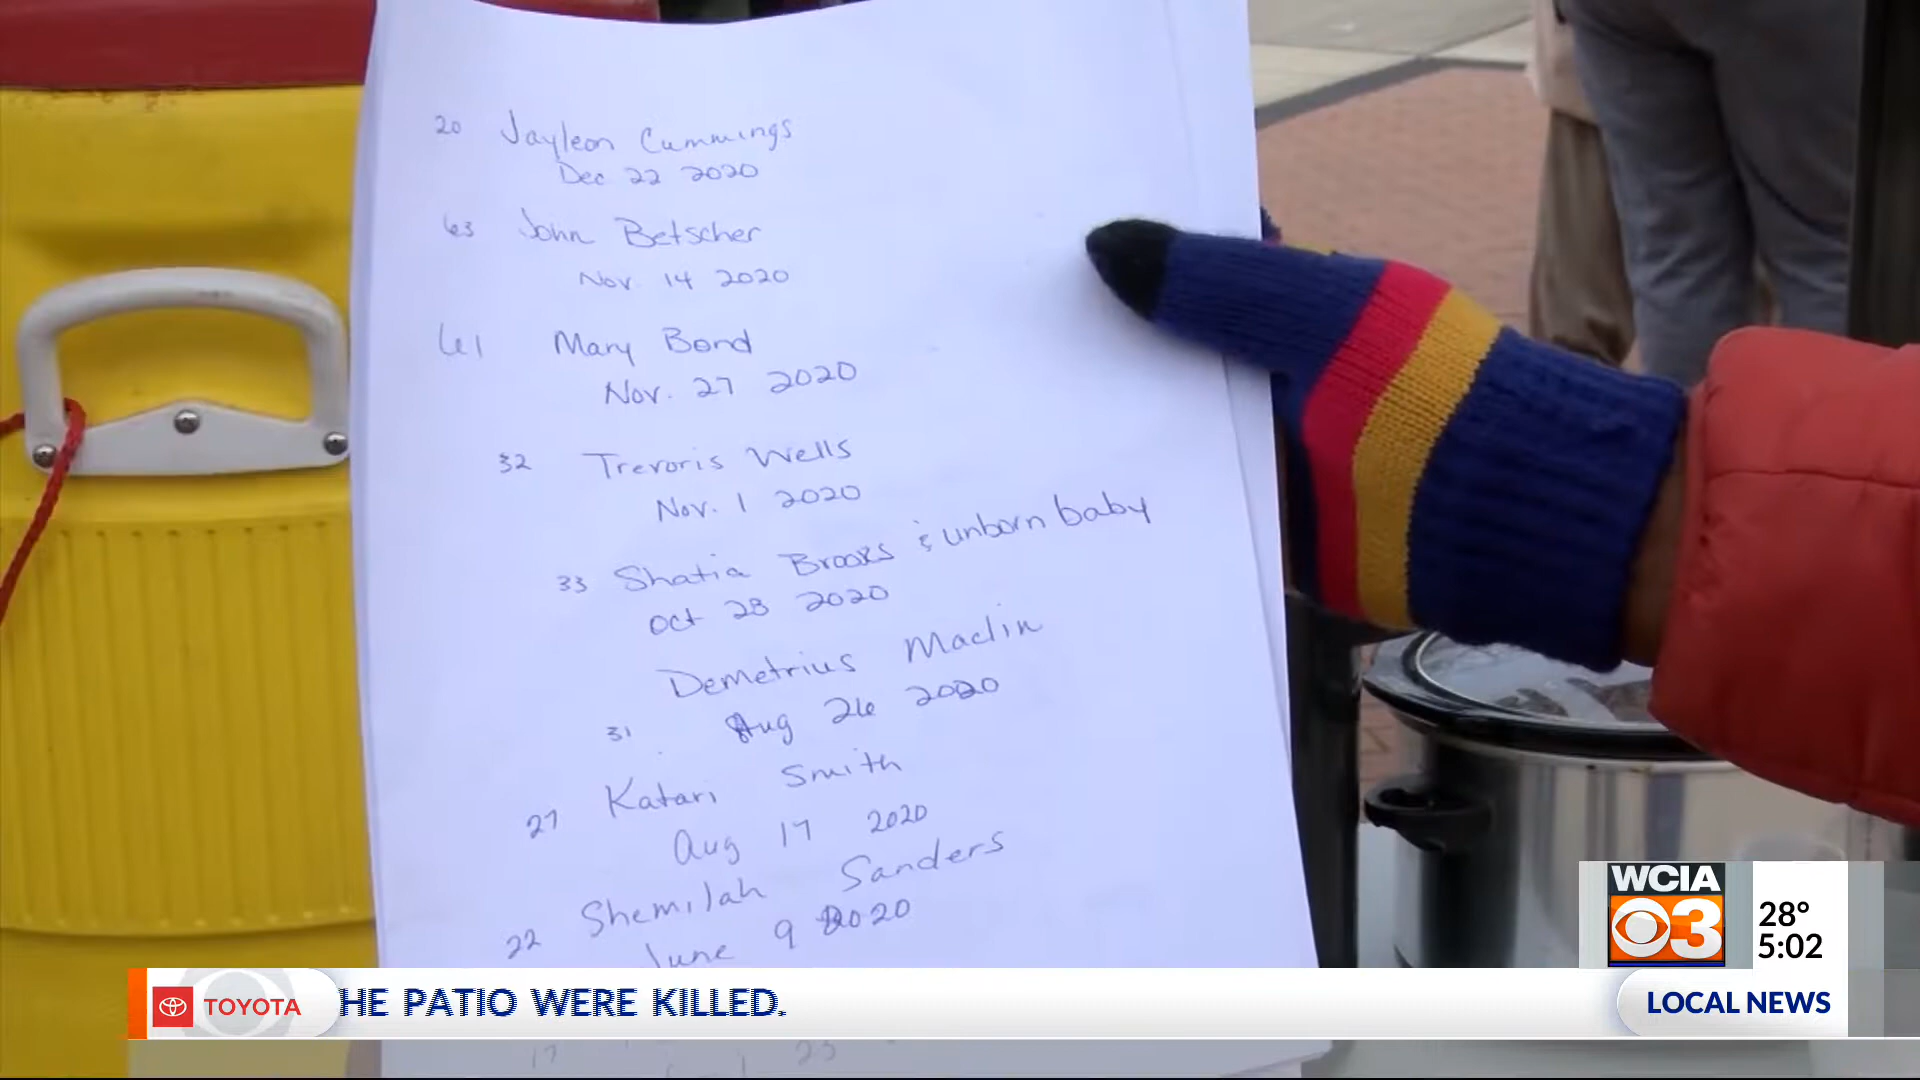 20 Jayleon Cummings
Dec 22 2020
63 John Betscher
Nov. 14 2020
61 Mary Bond
Nov. 27 2020
32 Trevoris Wells
Nov. 1 2020
33 Shatia Brooks & unborn baby
Oct 28 2020
Demetrius Maclin
31 Aug 26 2020
Katari Smith
27 Aug 17 2020
Shemilah Sanders
22 June 9 2020
17
23
WCIA
3
28°
5:02
TOYOTA HE PATIO WERE KILLED.
LOCAL NEWS